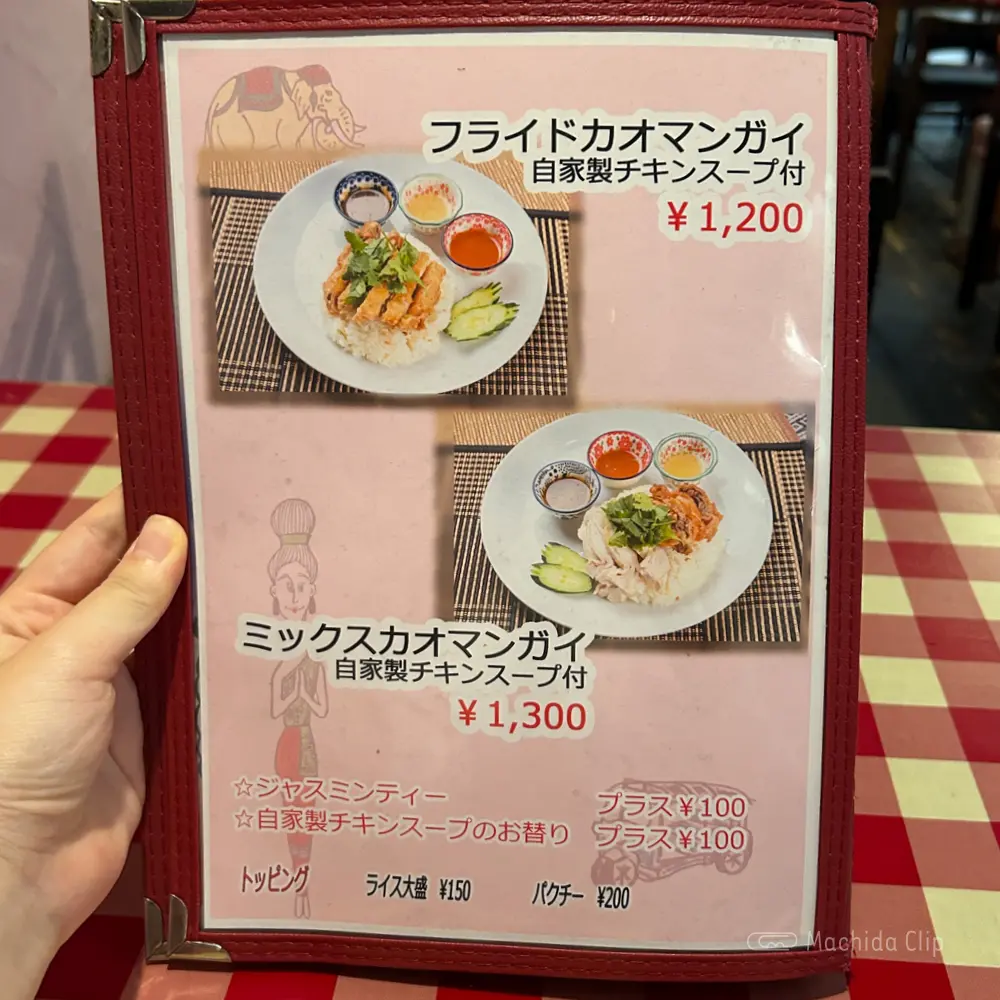 フライドカオマンガイ
自家製チキンスープ付
￥1,200
ミックスカオマンガイ
自家製チキンスープ付
￥1,300
☆ジャスミンティー プラス￥100
☆自家製チキンスープのお替り プラス￥100
トッピング ライス大盛 ¥150 パクチー ¥200
Machida Clip